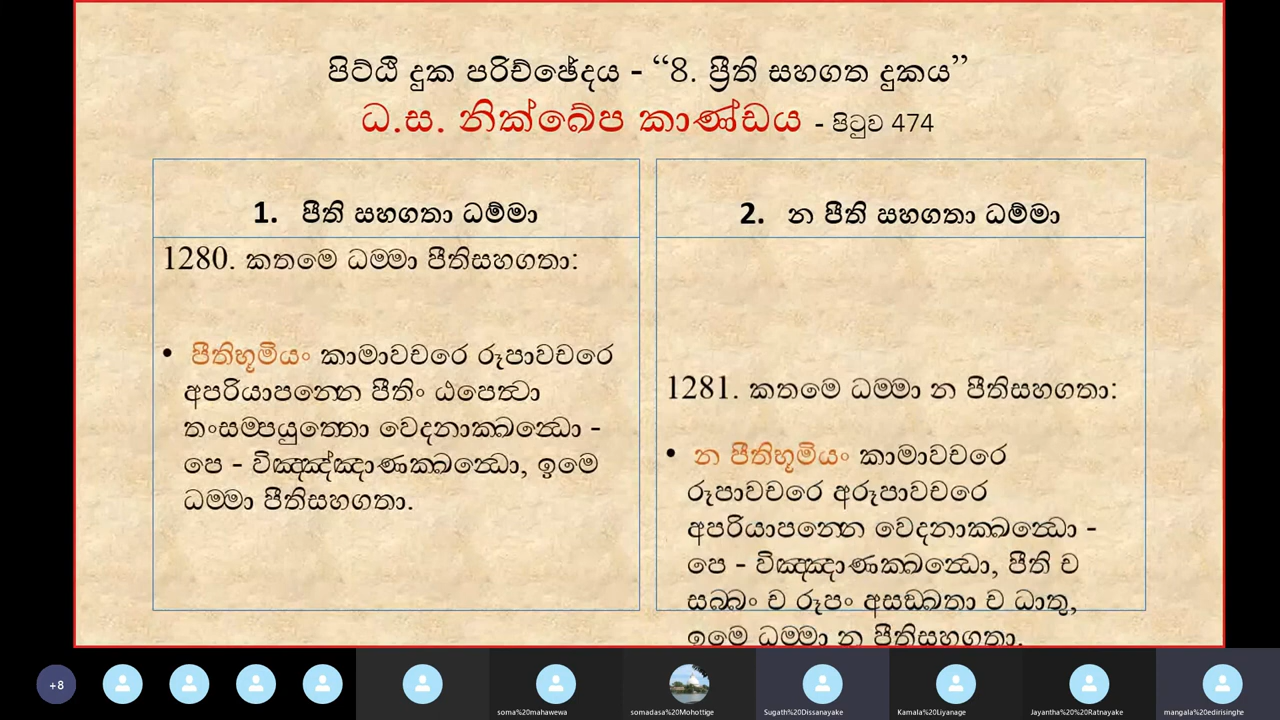 පිට්ඨි දුක පරිච්ඡේදය - “8. ප්‍රීති සහගත දුකය”
ධ.ස. නික්ඛේප කාණ්ඩය - පිටුව 474
1. පීති සහගතා ධම්මා
1280. කතමෙ ධම්මා පීතිසහගතා:
• පීතිභූමියං කාමාවචරෙ රූපාවචරෙ
අපරියාපන්නෙ පීතිං ඨපෙත්වා
තංසම්පයුත්තො වෙදනාක්ඛන්ධො -
පෙ - විඤ්ඤ්ඤාණක්ඛන්ධො, ඉමෙ
ධම්මා පීතිසහගතා.
2. න පීති සහගතා ධම්මා
1281. කතමෙ ධම්මා න පීතිසහගතා:
• න පීතිභූමියං කාමාවචරෙ
රූපාවචරෙ අරූපාවචරෙ
අපරියාපන්නෙ වෙදනාක්ඛන්ධො -
පෙ - විඤ්ඤාණක්ඛන්ධො, පීති ච
සබ්බං ච රූපං අසඞ්ඛතා ච ධාතු,
ඉමෙ ධම්මා න පීතිසහගතා.
+8
soma%20mahawewa
somadasa%20Mohottige
Sugath%20Dissanayake
Kamala%20Liyanage
Jayantha%20%20Ratnayake
mangala%20edirisinghe